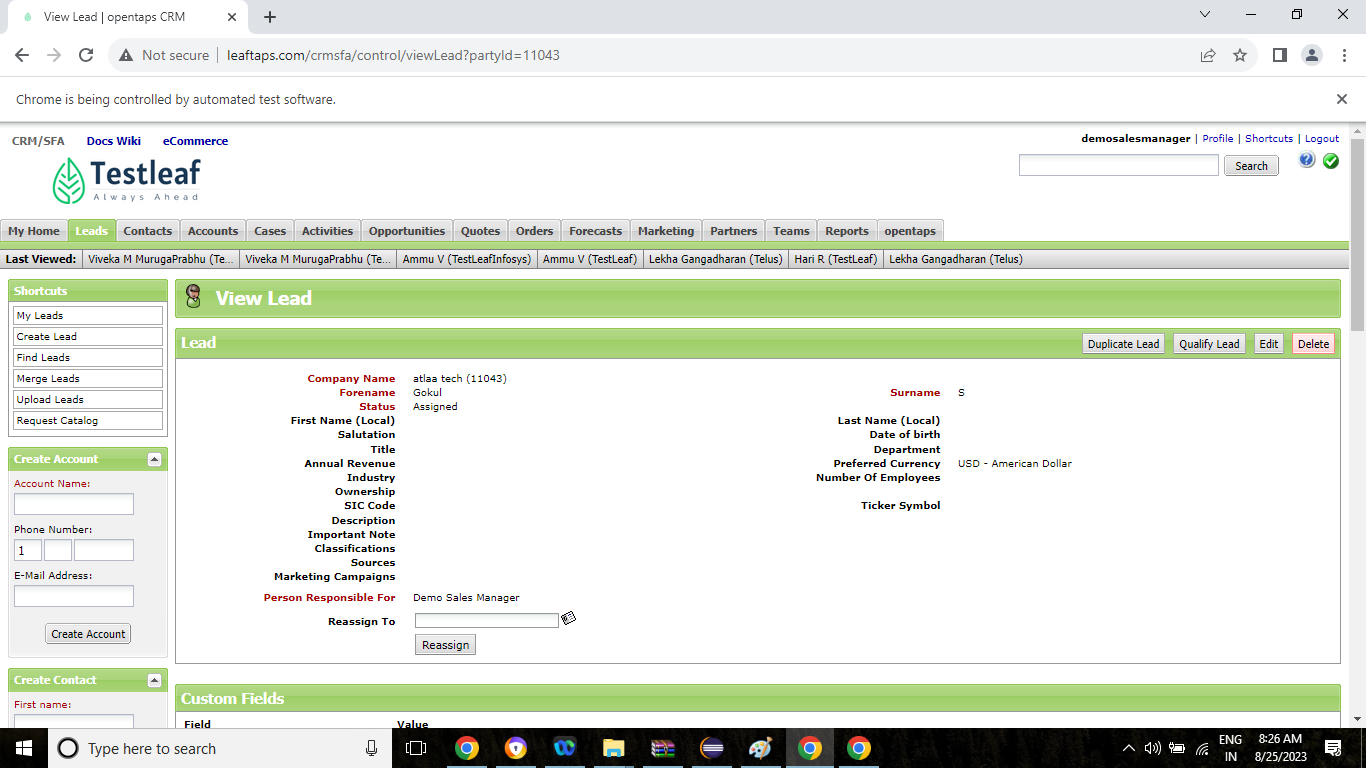 View Lead | opentaps CRM
Not secure leaftaps.com/crmsfa/control/viewLead?partyId=11043
Chrome is being controlled by automated test software.
CRM/SFA Docs Wiki eCommerce
demosalesmanager | Profile | Shortcuts | Logout
Testleaf
Always Ahead
Search
My Home Leads Contacts Accounts Cases Activities Opportunities Quotes Orders Forecasts Marketing Partners Teams Reports opentaps
Last Viewed: Viveka M MurugaPrabhu (Te... Viveka M MurugaPrabhu (Te... Ammu V (TestLeafInfosys) Ammu V (TestLeaf) Lekha Gangadharan (Telus) Hari R (TestLeaf) Lekha Gangadharan (Telus)
Shortcuts
My Leads
Create Lead
Find Leads
Merge Leads
Upload Leads
Request Catalog
Create Account
Account Name:
Phone Number:
1
E-Mail Address:
Create Account
Create Contact
First name:
View Lead
Lead
Duplicate Lead Qualify Lead Edit Delete
Company Name atlaa tech (11043)
Forename Gokul Surname S
Status Assigned
First Name (Local) Last Name (Local)
Salutation Date of birth
Title Department
Annual Revenue Preferred Currency USD - American Dollar
Industry Number Of Employees
Ownership
SIC Code Ticker Symbol
Description
Important Note
Classifications
Sources
Marketing Campaigns
Person Responsible For Demo Sales Manager
Reassign To
Reassign
Custom Fields
Field Value
Type here to search
ENG
IN
8:26 AM
8/25/2023